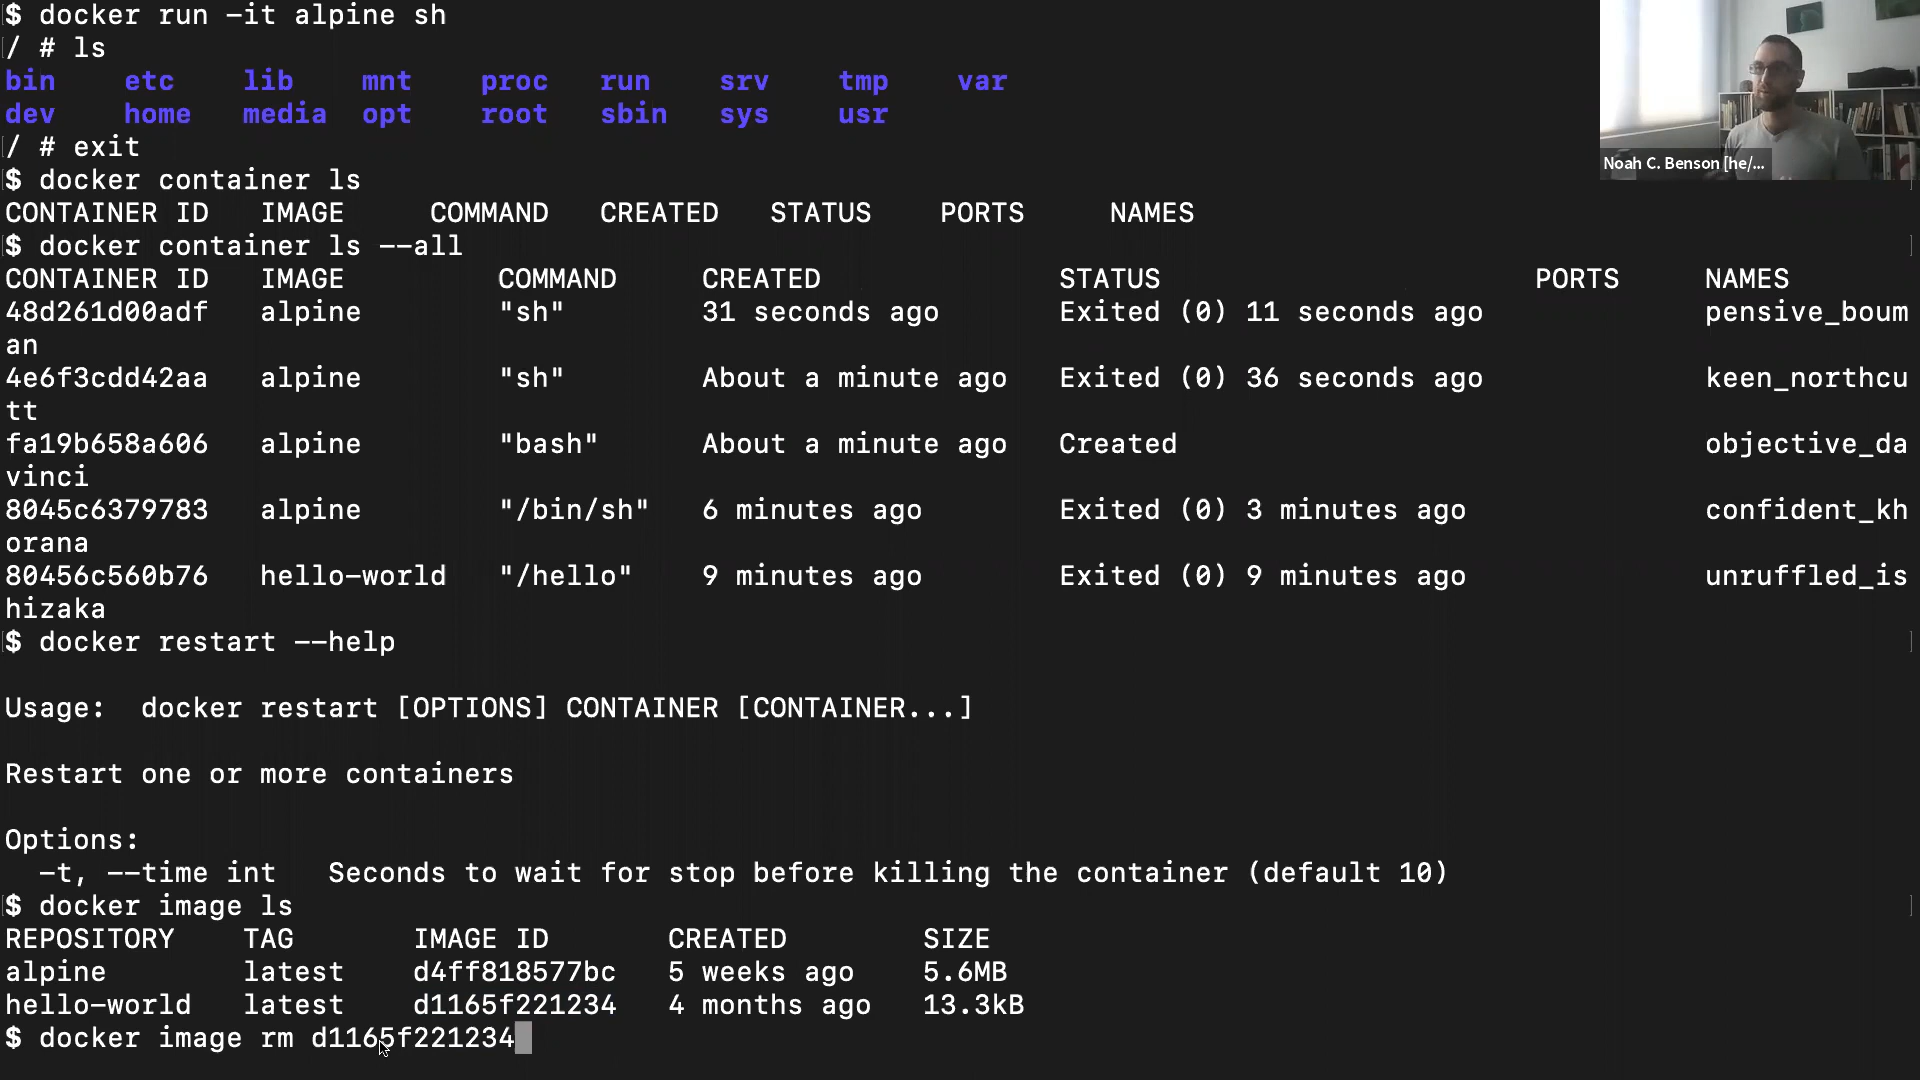 $ docker run -it alpine sh
/ # ls
bin etc lib mnt proc run srv tmp var
dev home media opt root sbin sys usr
/ # exit
$ docker container ls
CONTAINER ID IMAGE COMMAND CREATED STATUS PORTS NAMES
$ docker container ls --all
CONTAINER ID IMAGE COMMAND CREATED STATUS PORTS NAMES
48d261d00adf alpine "sh" 31 seconds ago Exited (0) 11 seconds ago pensive_boum
an
4e6f3cdd42aa alpine "sh" About a minute ago Exited (0) 36 seconds ago keen_northcu
tt
fa19b658a606 alpine "bash" About a minute ago Created objective_da
vinci
8045c6379783 alpine "/bin/sh" 6 minutes ago Exited (0) 3 minutes ago confident_kh
orana
80456c560b76 hello-world "/hello" 9 minutes ago Exited (0) 9 minutes ago unruffled_is
hizaka
$ docker restart --help
Usage: docker restart [OPTIONS] CONTAINER [CONTAINER...]
Restart one or more containers
Options:
-t, --time int Seconds to wait for stop before killing the container (default 10)
$ docker image ls
REPOSITORY TAG IMAGE ID CREATED SIZE
alpine latest d4ff818577bc 5 weeks ago 5.6MB
hello-world latest d1165f221234 4 months ago 13.3kB
$ docker image rm d1165f221234
Noah C. Benson [he/...